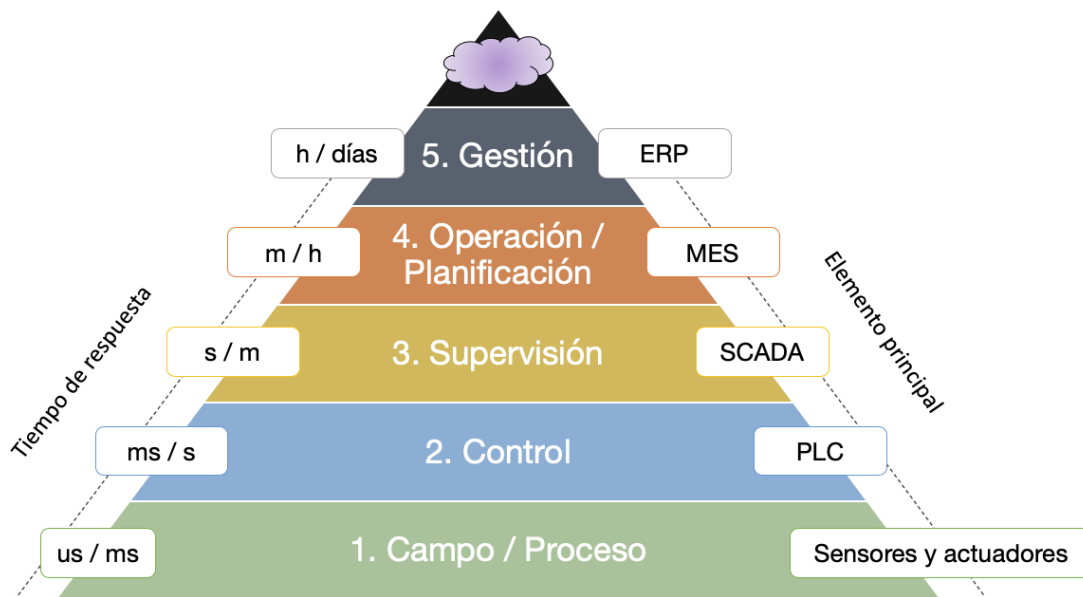 h / días
5. Gestión
ERP
m / h
4. Operación /
Planificación
MES
s / m
3. Supervisión
SCADA
ms / s
2. Control
PLC
us / ms
1. Campo / Proceso
Sensores y actuadores
Tiempo de respuesta
Elemento principal